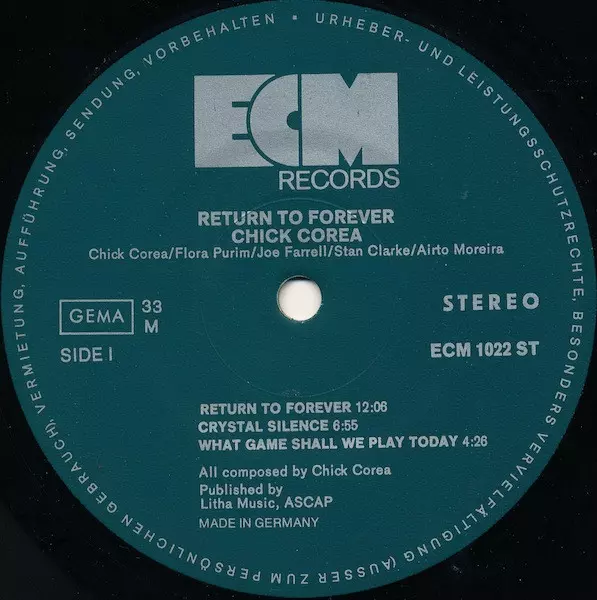 URHEBER- UND LEISTUNGSSCHUTZRECHTE, BESONDERS VERVIELFÄLTIGUNG (AUSSER ZUM PERSÖNLICHEN GEBRAUCH), VERMIETUNG, AUFFÜHRUNG, SENDUNG, VORBEHALTEN •
ECM
RECORDS
RETURN TO FOREVER
CHICK COREA
Chick Corea/Flora Purim/Joe Farrell/Stan Clarke/Airto Moreira
GEMA 33 STEREO
M
SIDE I ECM 1022 ST
RETURN TO FOREVER 12:06
CRYSTAL SILENCE 6:55
WHAT GAME SHALL WE PLAY TODAY 4:26
All composed by Chick Corea
Published by
Litha Music, ASCAP
MADE IN GERMANY